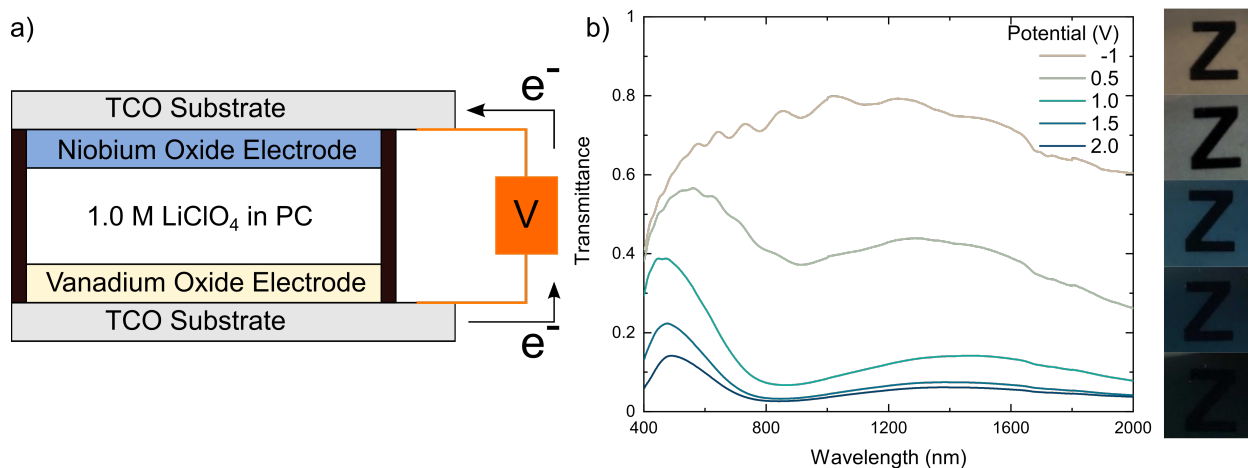 a)
e-
TCO Substrate
Niobium Oxide Electrode
1.0 M LiClO4 in PC
V
Vanadium Oxide Electrode
TCO Substrate
e-
b)
Potential (V)
-1
0.5
1.0
1.5
2.0
Transmittance
1
0.8
0.6
0.4
0.2
0
400
800
1200
1600
2000
Wavelength (nm)
Z
Z
Z
Z
Z